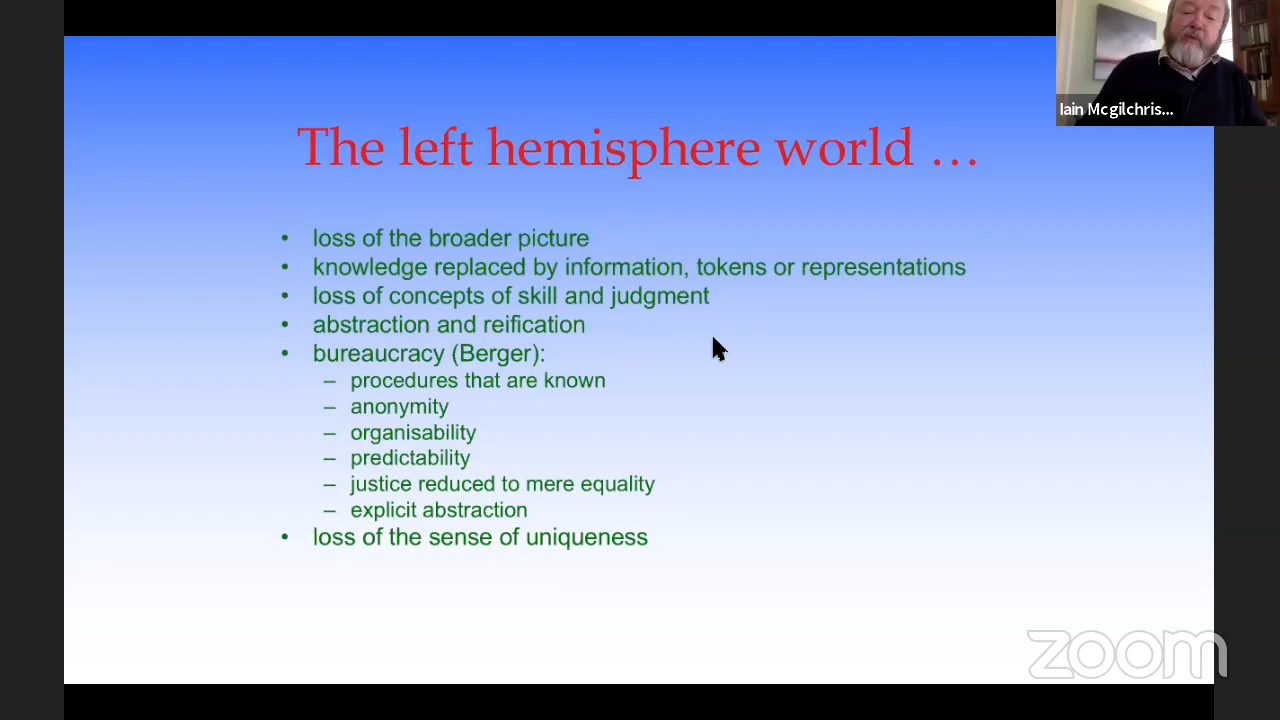 Iain Mcgilchris...
The left hemisphere world ...
• loss of the broader picture
• knowledge replaced by information, tokens or representations
• loss of concepts of skill and judgment
• abstraction and reification
• bureaucracy (Berger):
– procedures that are known
– anonymity
– organisability
– predictability
– justice reduced to mere equality
– explicit abstraction
• loss of the sense of uniqueness
zoom